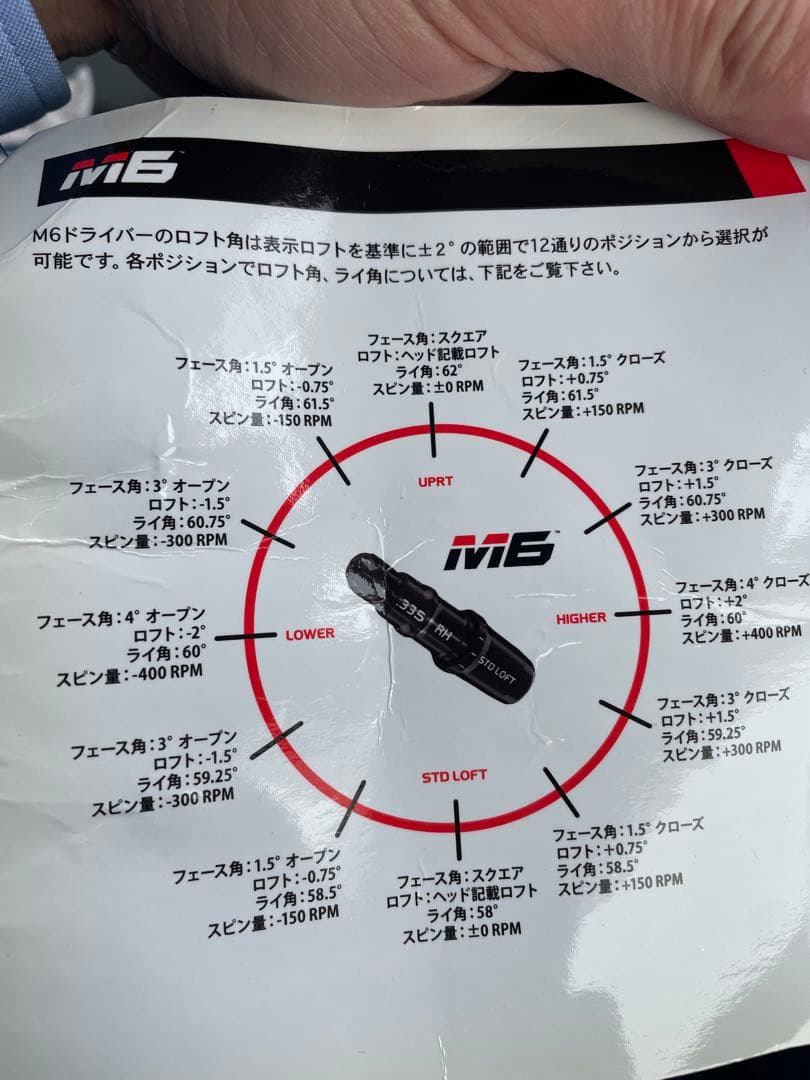 M6
M6ドライバーのロフト角は表示ロフトを基準に±2°の範囲で12通りのポジションから選択が
可能です。各ポジションでロフト角、ライ角については、下記をご覧下さい。
フェース角:スクエア
ロフト:ヘッド記載ロフト
ライ角:62°
スピン量:±0 RPM
フェース角:1.5° オープン
ロフト:-0.75°
ライ角:61.5°
スピン量:-150 RPM
フェース角:1.5° クローズ
ロフト:+0.75°
ライ角:61.5°
スピン量:+150 RPM
フェース角:3° オープン
ロフト:-1.5°
ライ角:60.75°
スピン量:-300 RPM
フェース角:3° クローズ
ロフト:+1.5°
ライ角:60.75°
スピン量:+300 RPM
UPRT
M6
フェース角:4° オープン
ロフト:-2°
ライ角:60°
スピン量:-400 RPM
LOWER
.335 RH
STD LOFT
HIGHER
フェース角:4° クローズ
ロフト:+2°
ライ角:60°
スピン量:+400 RPM
フェース角:3° オープン
ロフト:-1.5°
ライ角:59.25°
スピン量:-300 RPM
フェース角:3° クローズ
ロフト:+1.5°
ライ角:59.25°
スピン量:+300 RPM
STD LOFT
フェース角:1.5° オープン
ロフト:-0.75°
ライ角:58.5°
スピン量:-150 RPM
フェース角:スクエア
ロフト:ヘッド記載ロフト
ライ角:58°
スピン量:±0 RPM
フェース角:1.5° クローズ
ロフト:+0.75°
ライ角:58.5°
スピン量:+150 RPM